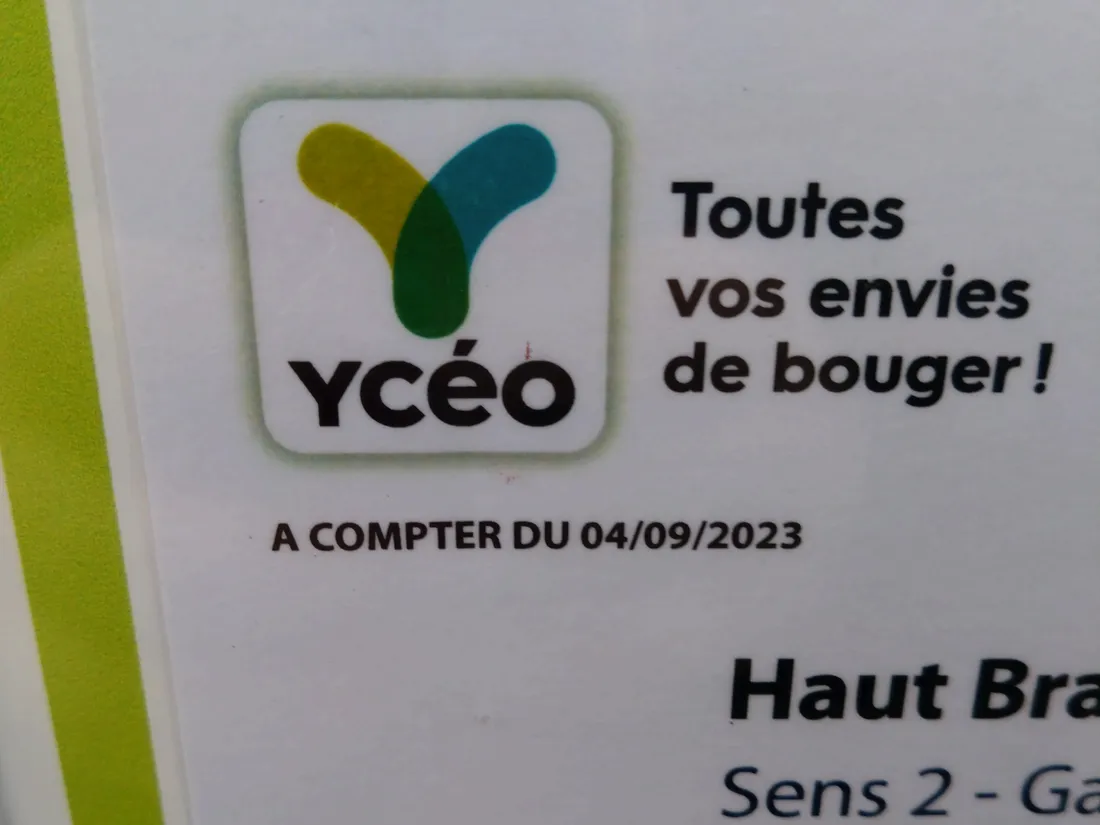 YCÉO
Toutes
vos envies
de bouger !
A COMPTER DU 04/09/2023
Haut Bra
Sens 2 - Ga